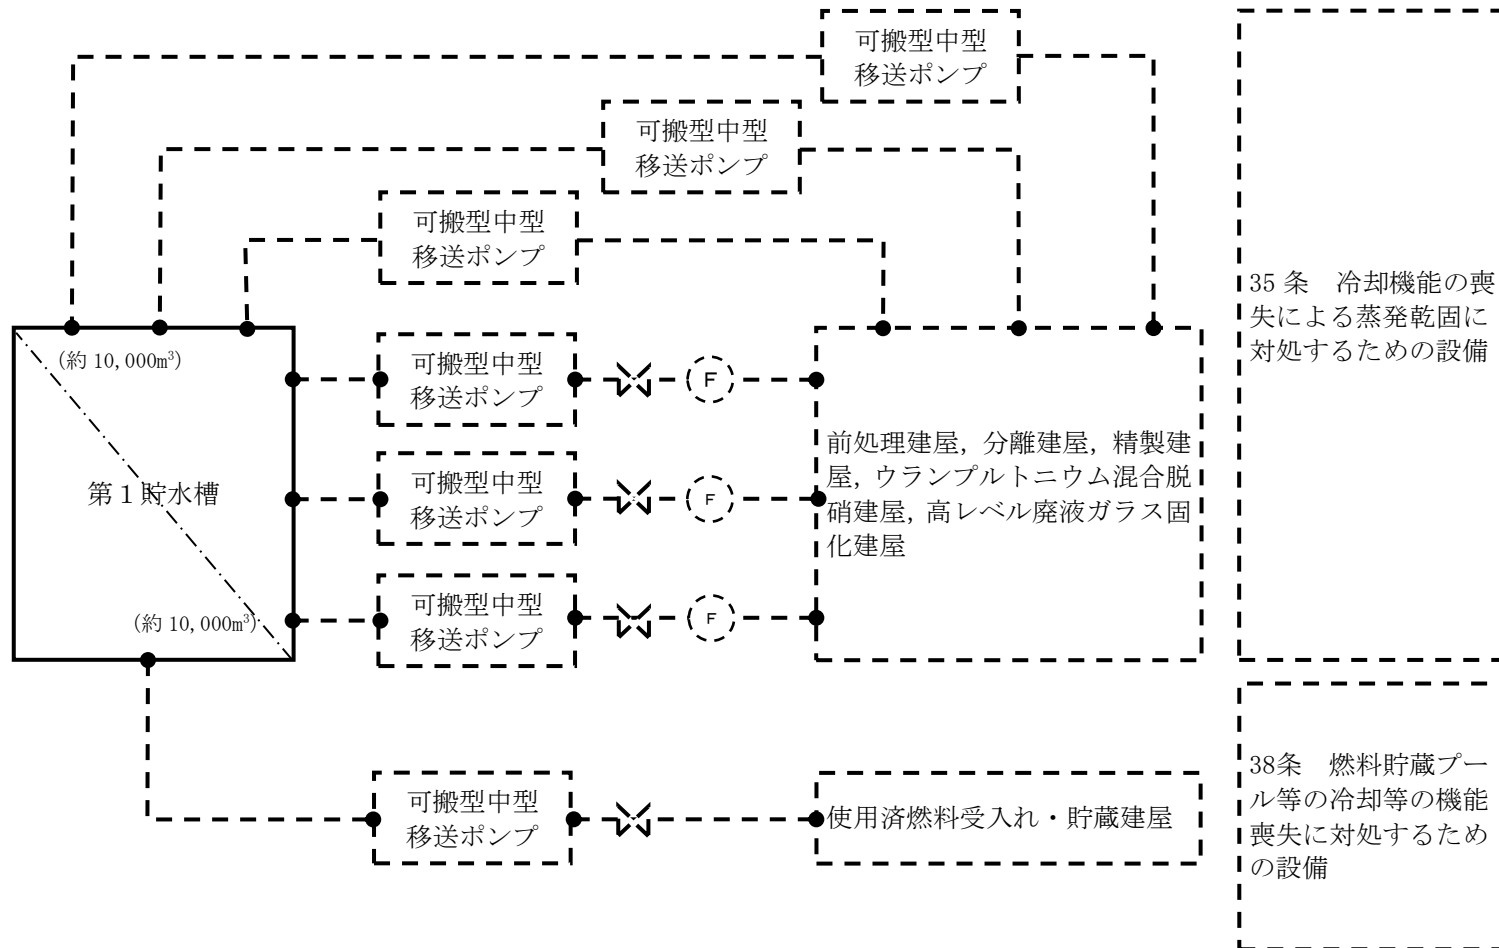 可搬型中型
移送ポンプ
可搬型中型
移送ポンプ
可搬型中型
移送ポンプ
(約 10,000m³)
第１貯水槽
(約 10,000m³)
可搬型中型
移送ポンプ
F
可搬型中型
移送ポンプ
F
可搬型中型
移送ポンプ
F
前処理建屋, 分離建屋, 精製建
屋, ウランプルトニウム混合脱
硝建屋, 高レベル廃液ガラス固
化建屋
35 条　冷却機能の喪
失による蒸発乾固に
対処するための設備
可搬型中型
移送ポンプ
使用済燃料受入れ・貯蔵建屋
38条　燃料貯蔵プー
ル等の冷却等の機能
喪失に対処するため
の設備